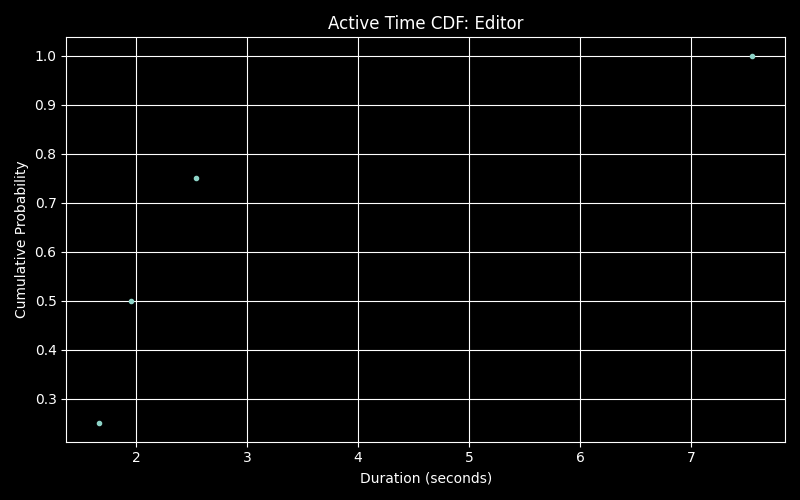 Active Time CDF: Editor
Cumulative Probability
1.0
0.9
0.8
0.7
0.6
0.5
0.4
0.3
2 3 4 5 6 7
Duration (seconds)